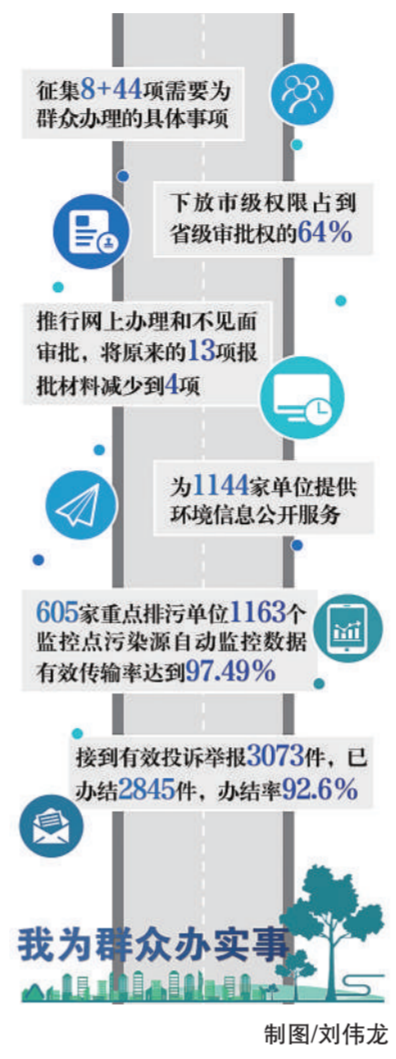 征集8+44项需要为
群众办理的具体事项
下放市级权限占到
省级审批权的64%
推行网上办理和不见面
审批，将原来的13项报
批材料减少到4项
为1144家单位提供
环境信息公开服务
605家重点排污单位1163个
监控点污染源自动监控数据
有效传输率达到97.49%
接到有效投诉举报3073件，已
办结2845件，办结率92.6%
我为群众办实事
制图/刘伟龙